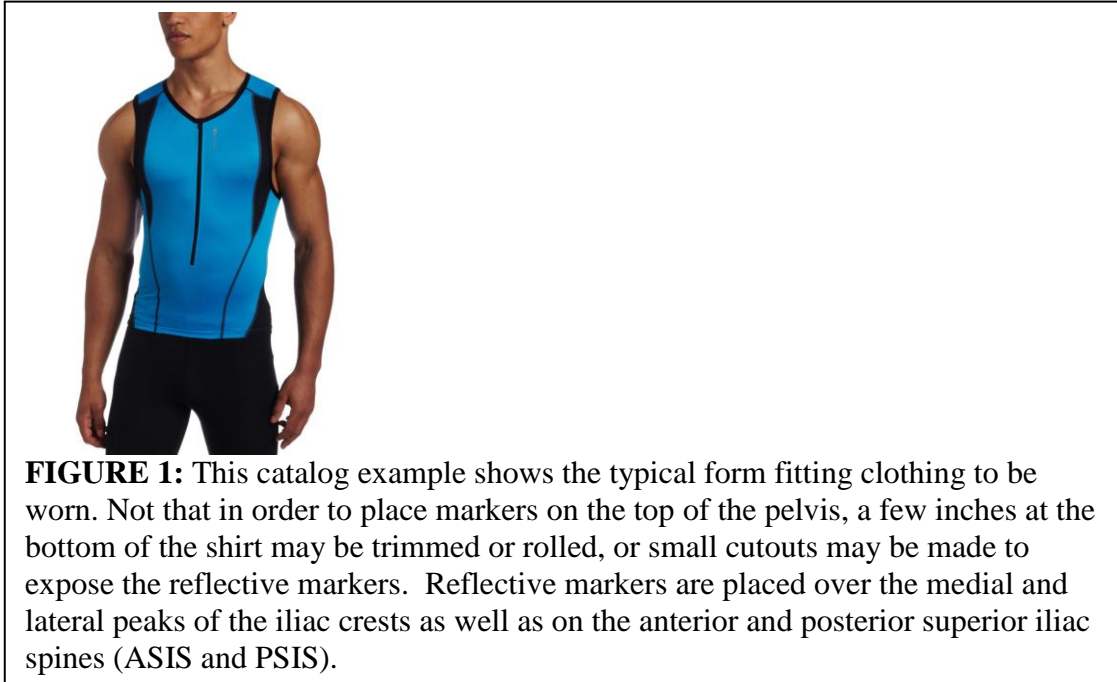 FIGURE 1: This catalog example shows the typical form fitting clothing to be
worn. Not that in order to place markers on the top of the pelvis, a few inches at the
bottom of the shirt may be trimmed or rolled, or small cutouts may be made to
expose the reflective markers.  Reflective markers are placed over the medial and
lateral peaks of the iliac crests as well as on the anterior and posterior superior iliac
spines (ASIS and PSIS).